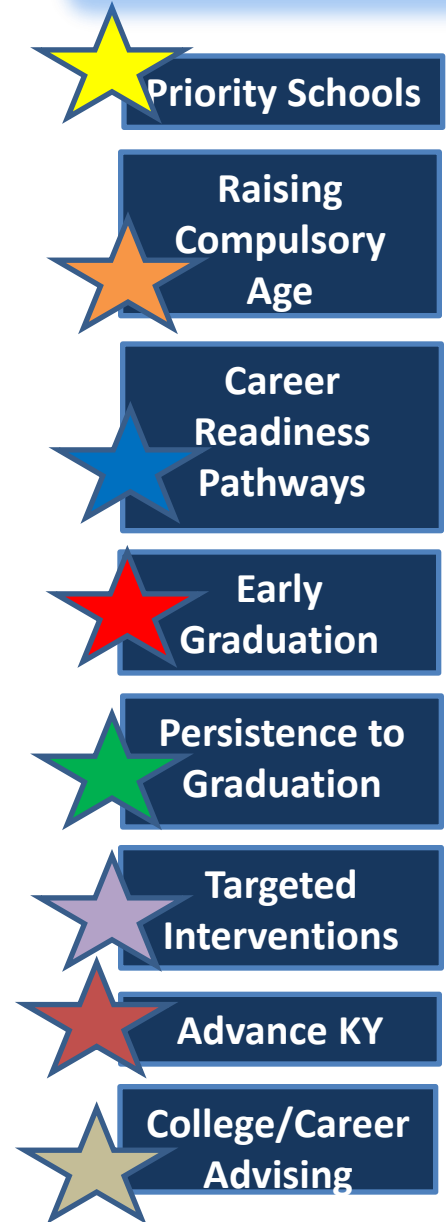 Priority Schools
Raising
Compulsory
Age
Career
Readiness
Pathways
Early
Graduation
Persistence to
Graduation
Targeted
Interventions
Advance KY
College/Career
Advising